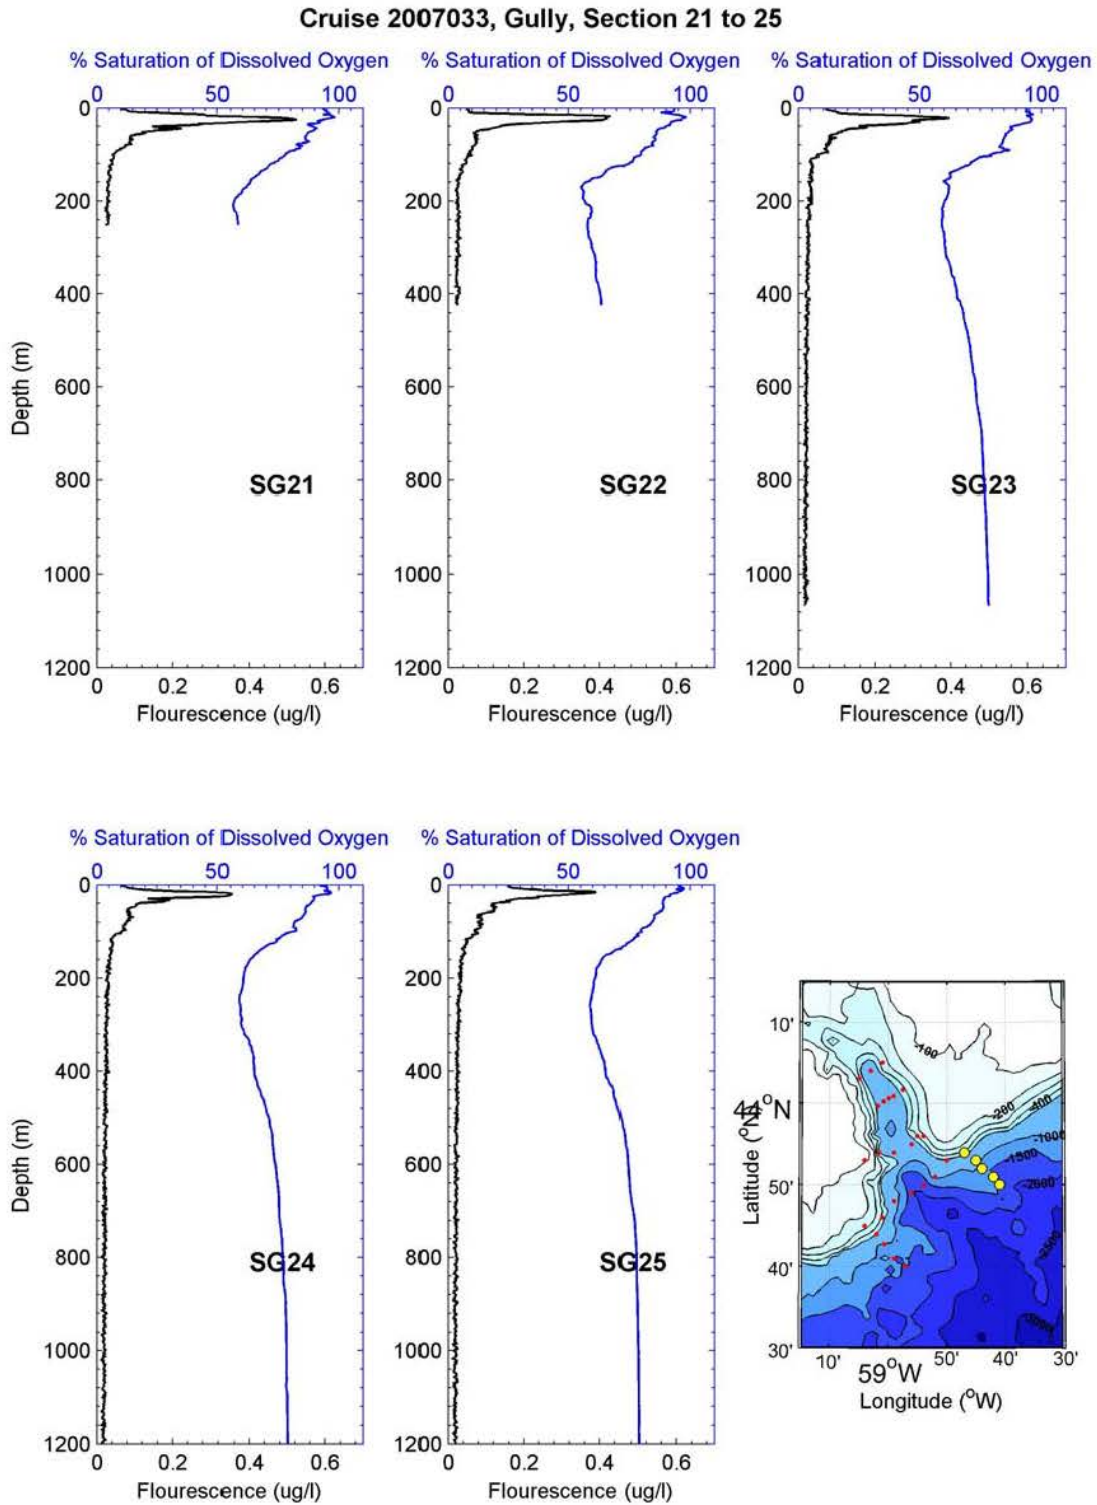 Cruise 2007033, Gully, Section 21 to 25
% Saturation of Dissolved Oxygen
% Saturation of Dissolved Oxygen
% Saturation of Dissolved Oxygen
0 50 100
0 50 100
0 50 100
Depth (m)
0
200
400
600
800
1000
1200
0
200
400
600
800
1000
1200
0
200
400
600
800
1000
1200
SG21
SG22
SG23
0 0.2 0.4 0.6
0 0.2 0.4 0.6
0 0.2 0.4 0.6
Flourescence (ug/l)
Flourescence (ug/l)
Flourescence (ug/l)
% Saturation of Dissolved Oxygen
% Saturation of Dissolved Oxygen
0 50 100
0 50 100
Depth (m)
0
200
400
600
800
1000
1200
0
200
400
600
800
1000
1200
SG24
SG25
0 0.2 0.4 0.6
0 0.2 0.4 0.6
Flourescence (ug/l)
Flourescence (ug/l)
Latitude (°N)
10'
44°N
50'
40'
30'
-100
-200
-400
-1000
-1500
-2000
-2500
-3000
10' 59°W 50' 40' 30'
Longitude (°W)